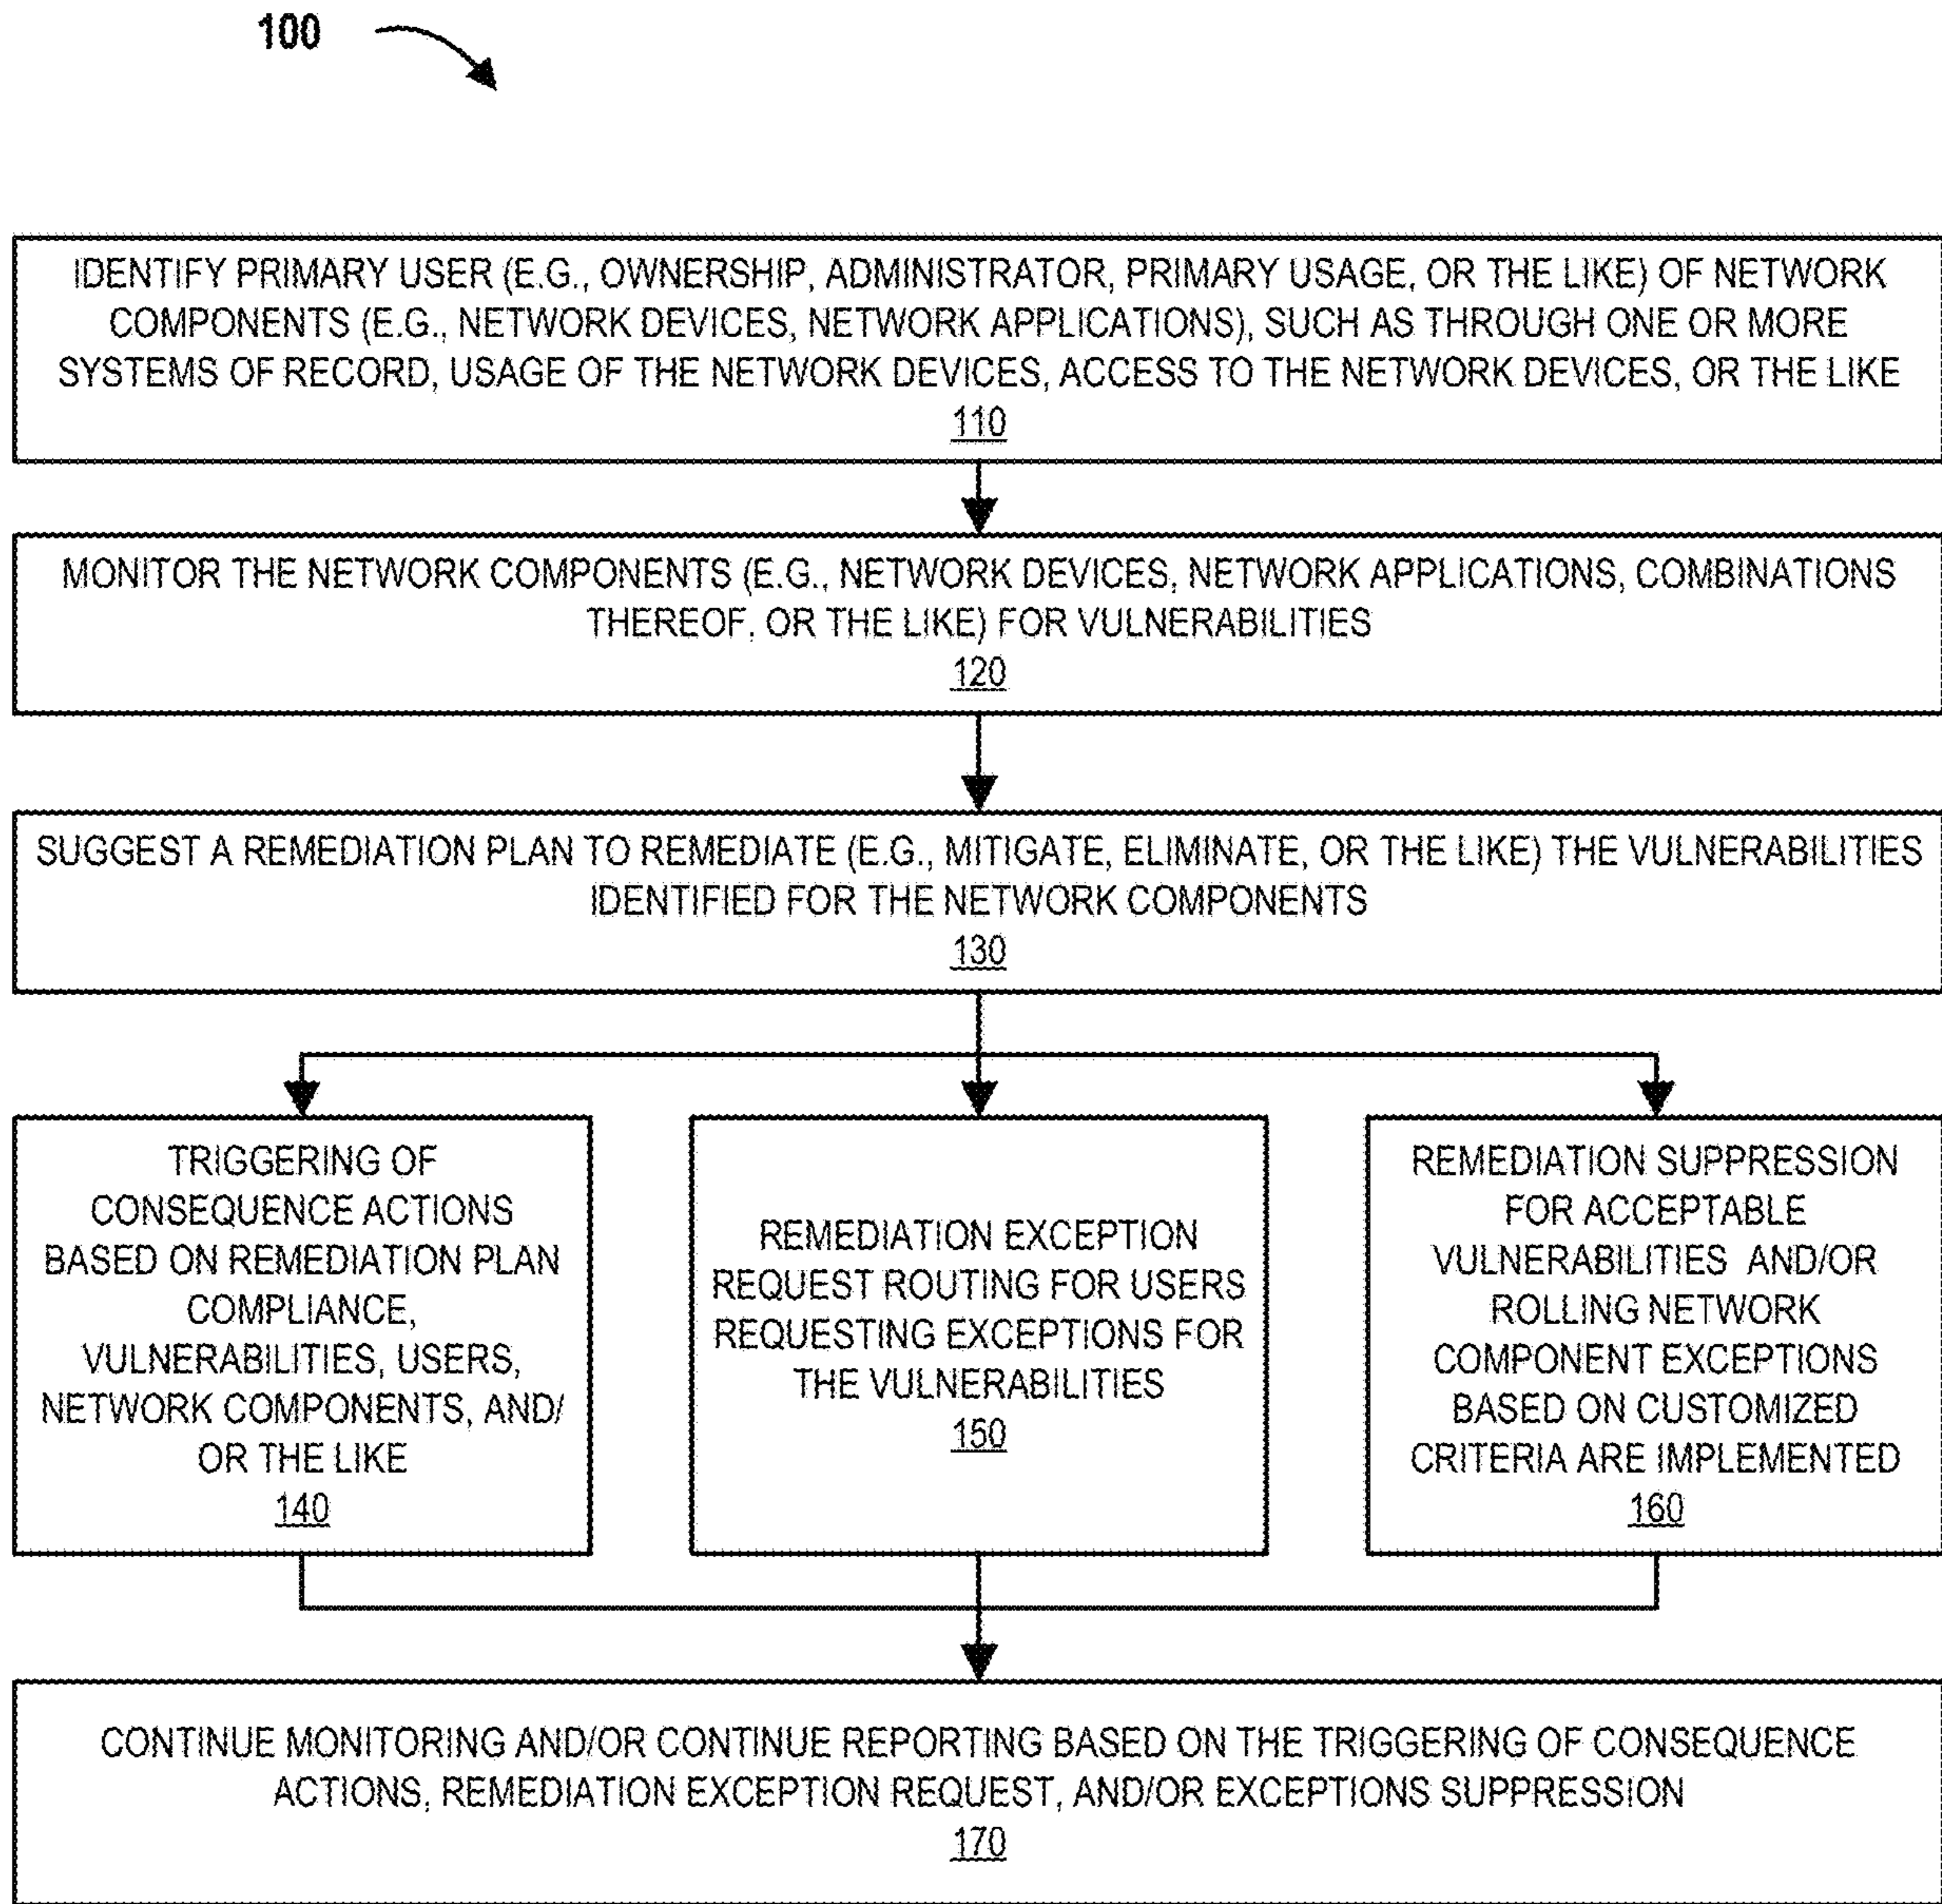 100
IDENTIFY PRIMARY USER (E.G., OWNERSHIP, ADMINISTRATOR, PRIMARY USAGE, OR THE LIKE) OF NETWORK
COMPONENTS (E.G., NETWORK DEVICES, NETWORK APPLICATIONS), SUCH AS THROUGH ONE OR MORE
SYSTEMS OF RECORD, USAGE OF THE NETWORK DEVICES, ACCESS TO THE NETWORK DEVICES, OR THE LIKE
110
MONITOR THE NETWORK COMPONENTS (E.G., NETWORK DEVICES, NETWORK APPLICATIONS, COMBINATIONS
THEREOF, OR THE LIKE) FOR VULNERABILITIES
120
SUGGEST A REMEDIATION PLAN TO REMEDIATE (E.G., MITIGATE, ELIMINATE, OR THE LIKE) THE VULNERABILITIES
IDENTIFIED FOR THE NETWORK COMPONENTS
130
TRIGGERING OF
CONSEQUENCE ACTIONS
BASED ON REMEDIATION PLAN
COMPLIANCE,
VULNERABILITIES, USERS,
NETWORK COMPONENTS, AND/
OR THE LIKE
140
REMEDIATION EXCEPTION
REQUEST ROUTING FOR USERS
REQUESTING EXCEPTIONS FOR
THE VULNERABILITIES
150
REMEDIATION SUPPRESSION
FOR ACCEPTABLE
VULNERABILITIES AND/OR
ROLLING NETWORK
COMPONENT EXCEPTIONS
BASED ON CUSTOMIZED
CRITERIA ARE IMPLEMENTED
160
CONTINUE MONITORING AND/OR CONTINUE REPORTING BASED ON THE TRIGGERING OF CONSEQUENCE
ACTIONS, REMEDIATION EXCEPTION REQUEST, AND/OR EXCEPTIONS SUPPRESSION
170